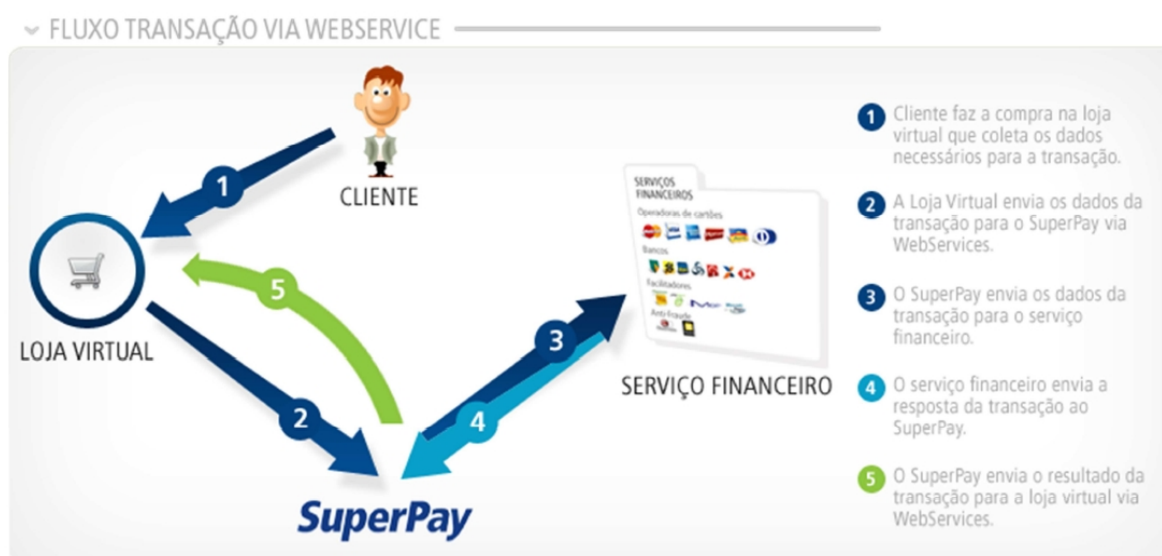 FLUXO TRANSAÇÃO VIA WEBSERVICE
CLIENTE
LOJA VIRTUAL
1
2
3
4
5
SuperPay
SERVIÇOS
FINANCEIROS
Operadoras de cartões
VISA
Bancos
Facilitadores
Anti-Fraude
SERVIÇO FINANCEIRO
1 Cliente faz a compra na loja
virtual que coleta os dados
necessários para a transação.
2 A Loja Virtual envia os dados da
transação para o SuperPay via
WebServices.
3 O SuperPay envia os dados da
transação para o serviço
financeiro.
4 O serviço financeiro envia a
resposta da transação ao
SuperPay.
5 O SuperPay envia o resultado da
transação para a loja virtual via
WebServices.